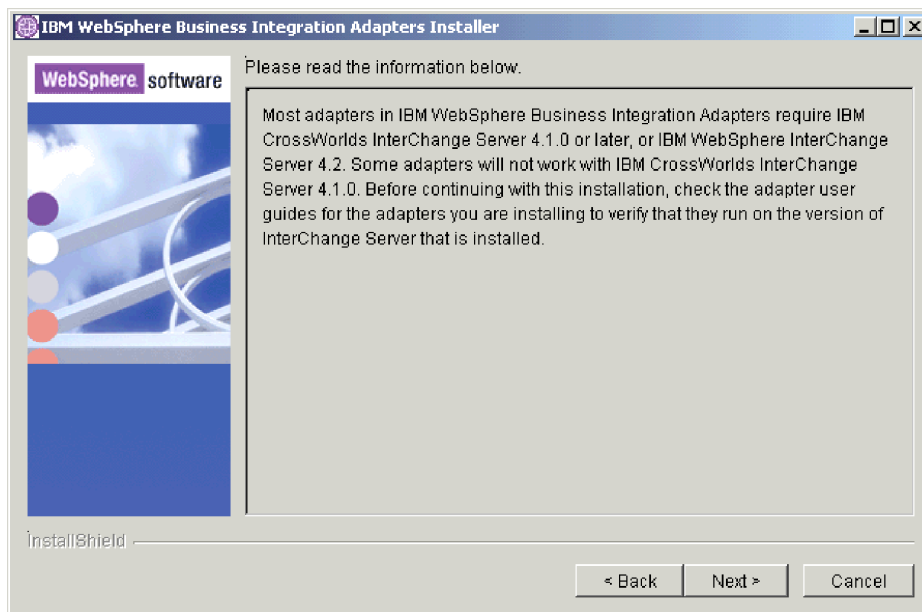 IBM WebSphere Business Integration Adapters Installer
WebSphere software
Please read the information below.
Most adapters in IBM WebSphere Business Integration Adapters require IBM
CrossWorlds InterChange Server 4.1.0 or later, or IBM WebSphere InterChange
Server 4.2. Some adapters will not work with IBM CrossWorlds InterChange
Server 4.1.0. Before continuing with this installation, check the adapter user
guides for the adapters you are installing to verify that they run on the version of
InterChange Server that is installed.
InstallShield
< Back
Next >
Cancel